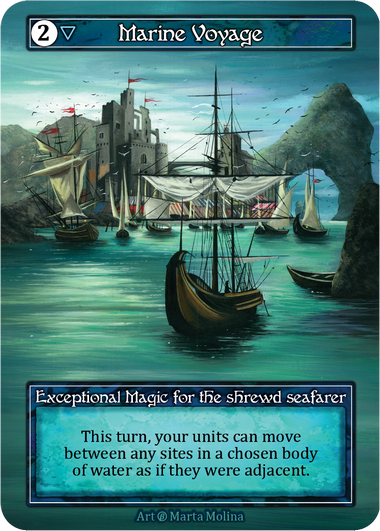 2 Marine Voyage
Exceptional Magic for the shrewd seafarer
This turn, your units can move
between any sites in a chosen body
of water as if they were adjacent.
Art Marta Molina